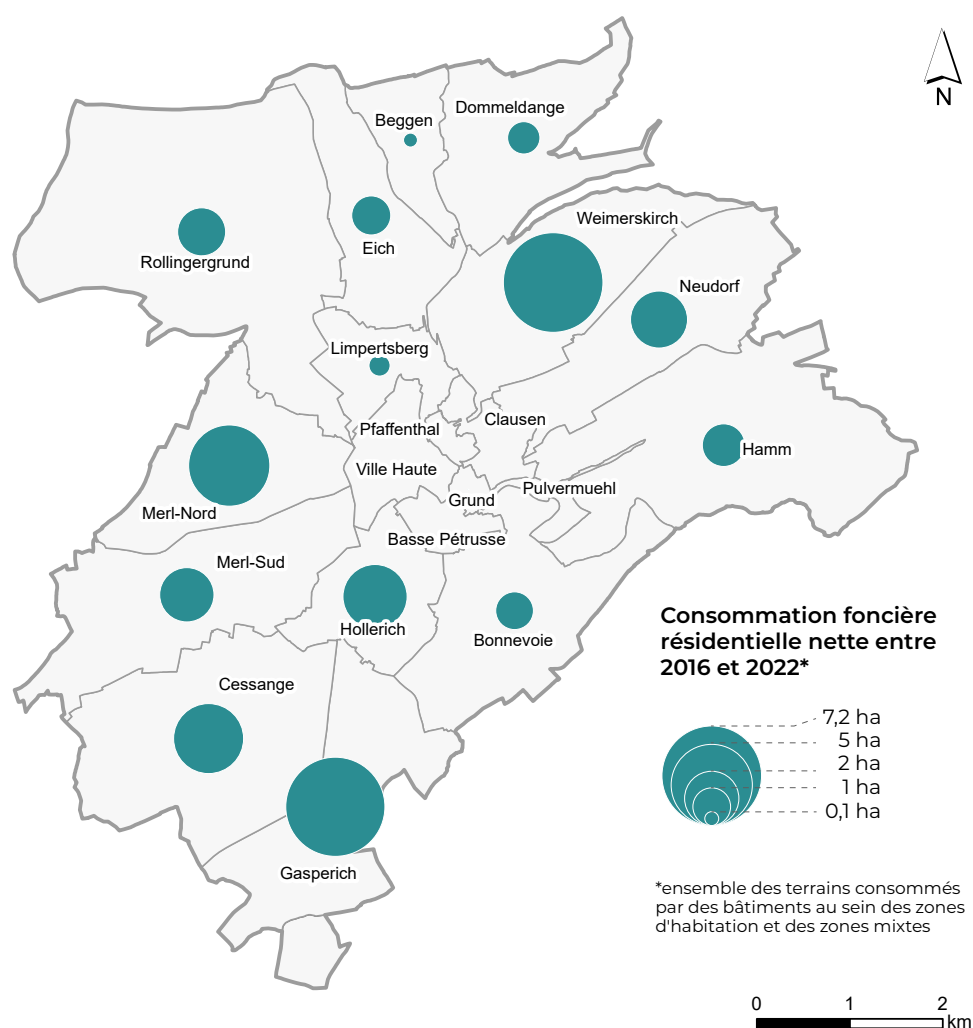 Dommeldange
Beggen
N
Weimerskirch
Eich
Rollingergrund
Neudorf
Limpertsberg
Clausen
Pfaffenthal
Hamm
Ville Haute
Pulvermuehl
Grund
Merl-Nord
Basse Pétrusse
Merl-Sud
Hollerich
Bonnevoie
Cessange
Gasperich
Consommation foncière
résidentielle nette entre
2016 et 2022*
7,2 ha
5 ha
2 ha
1 ha
0,1 ha
*ensemble des terrains consommés
par des bâtiments au sein des zones
d'habitation et des zones mixtes
0 1 2
km